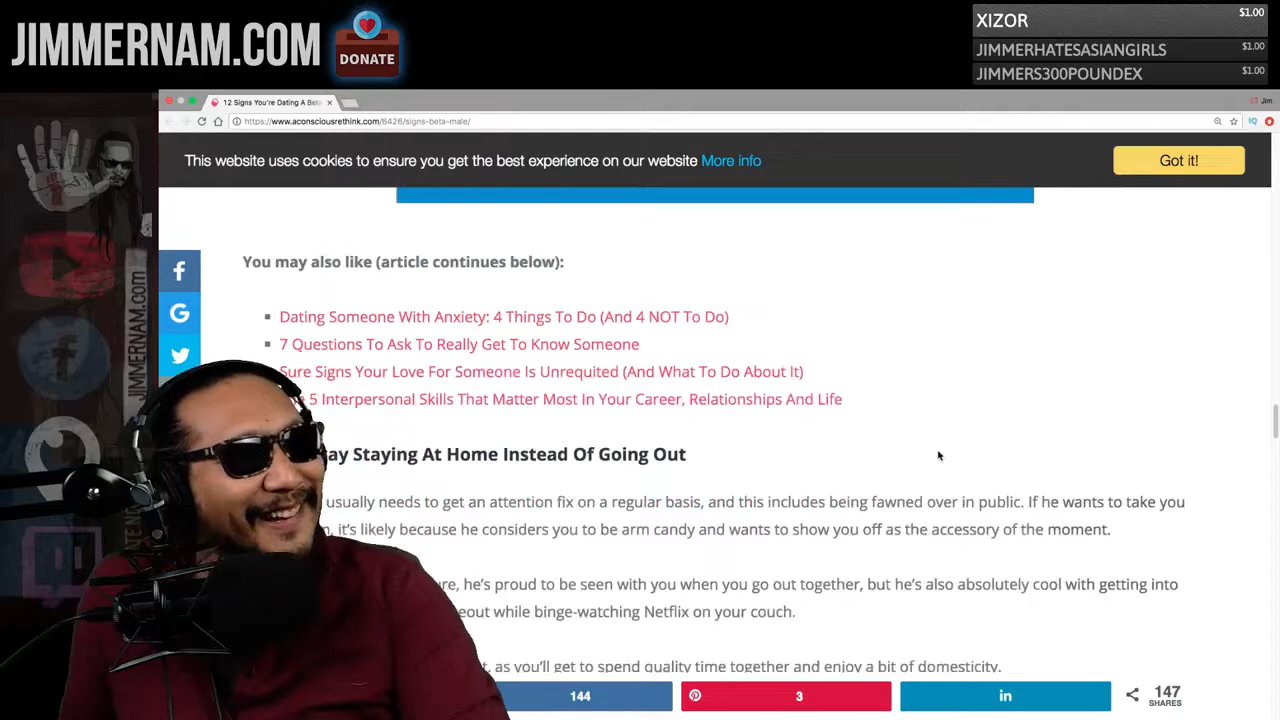 JIMMERNAM.COM
DONATE
XIZOR $1.00
JIMMERHATESASIANGIRLS $1.00
JIMMERS300POUNDEX $1.00
12 Signs You're Dating A Beta
Jim
https://www.aconsciousrethink.com/6426/signs-beta-male/
This website uses cookies to ensure you get the best experience on our website More info
Got it!
You may also like (article continues below):
Dating Someone With Anxiety: 4 Things To Do (And 4 NOT To Do)
7 Questions To Ask To Really Get To Know Someone
Sure Signs Your Love For Someone Is Unrequited (And What To Do About It)
5 Interpersonal Skills That Matter Most In Your Career, Relationships And Life
Staying At Home Instead Of Going Out
usually needs to get an attention fix on a regular basis, and this includes being fawned over in public. If he wants to take you
it's likely because he considers you to be arm candy and wants to show you off as the accessory of the moment.
he's proud to be seen with you when you go out together, but he's also absolutely cool with getting into
while binge-watching Netflix on your couch.
as you'll get to spend quality time together and enjoy a bit of domesticity.
144
3
in
147
SHARES
JIMMERNAM.com